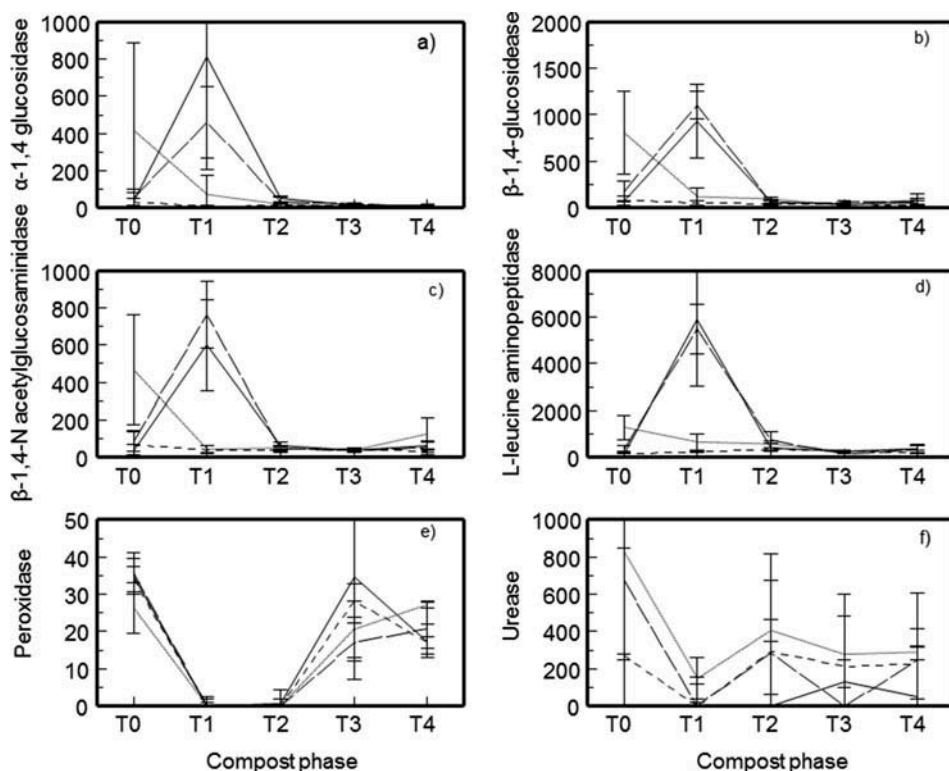 α-1,4 glucosidase
1000
800
600
400
200
0
a)
T0 T1 T2 T3 T4
β-1,4-glucosidease
2000
1500
1000
500
0
b)
T0 T1 T2 T3 T4
β-1,4-N acetylglucosaminidase
1000
800
600
400
200
0
c)
T0 T1 T2 T3 T4
L-leucine aminopeptidase
8000
6000
4000
2000
0
d)
T0 T1 T2 T3 T4
Peroxidase
50
40
30
20
10
0
e)
T0 T1 T2 T3 T4
Compost phase
Urease
1000
800
600
400
200
0
f)
T0 T1 T2 T3 T4
Compost phase